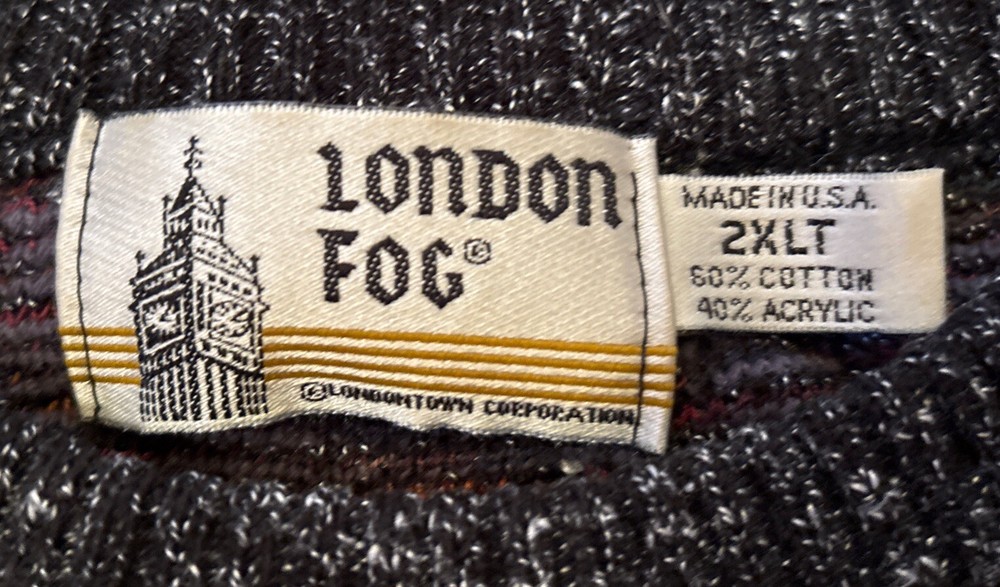 LONDON
FOG®
©LONDONTOWN CORPORATION
MADE IN U.S.A.
2XLT
60% COTTON
40% ACRYLIC